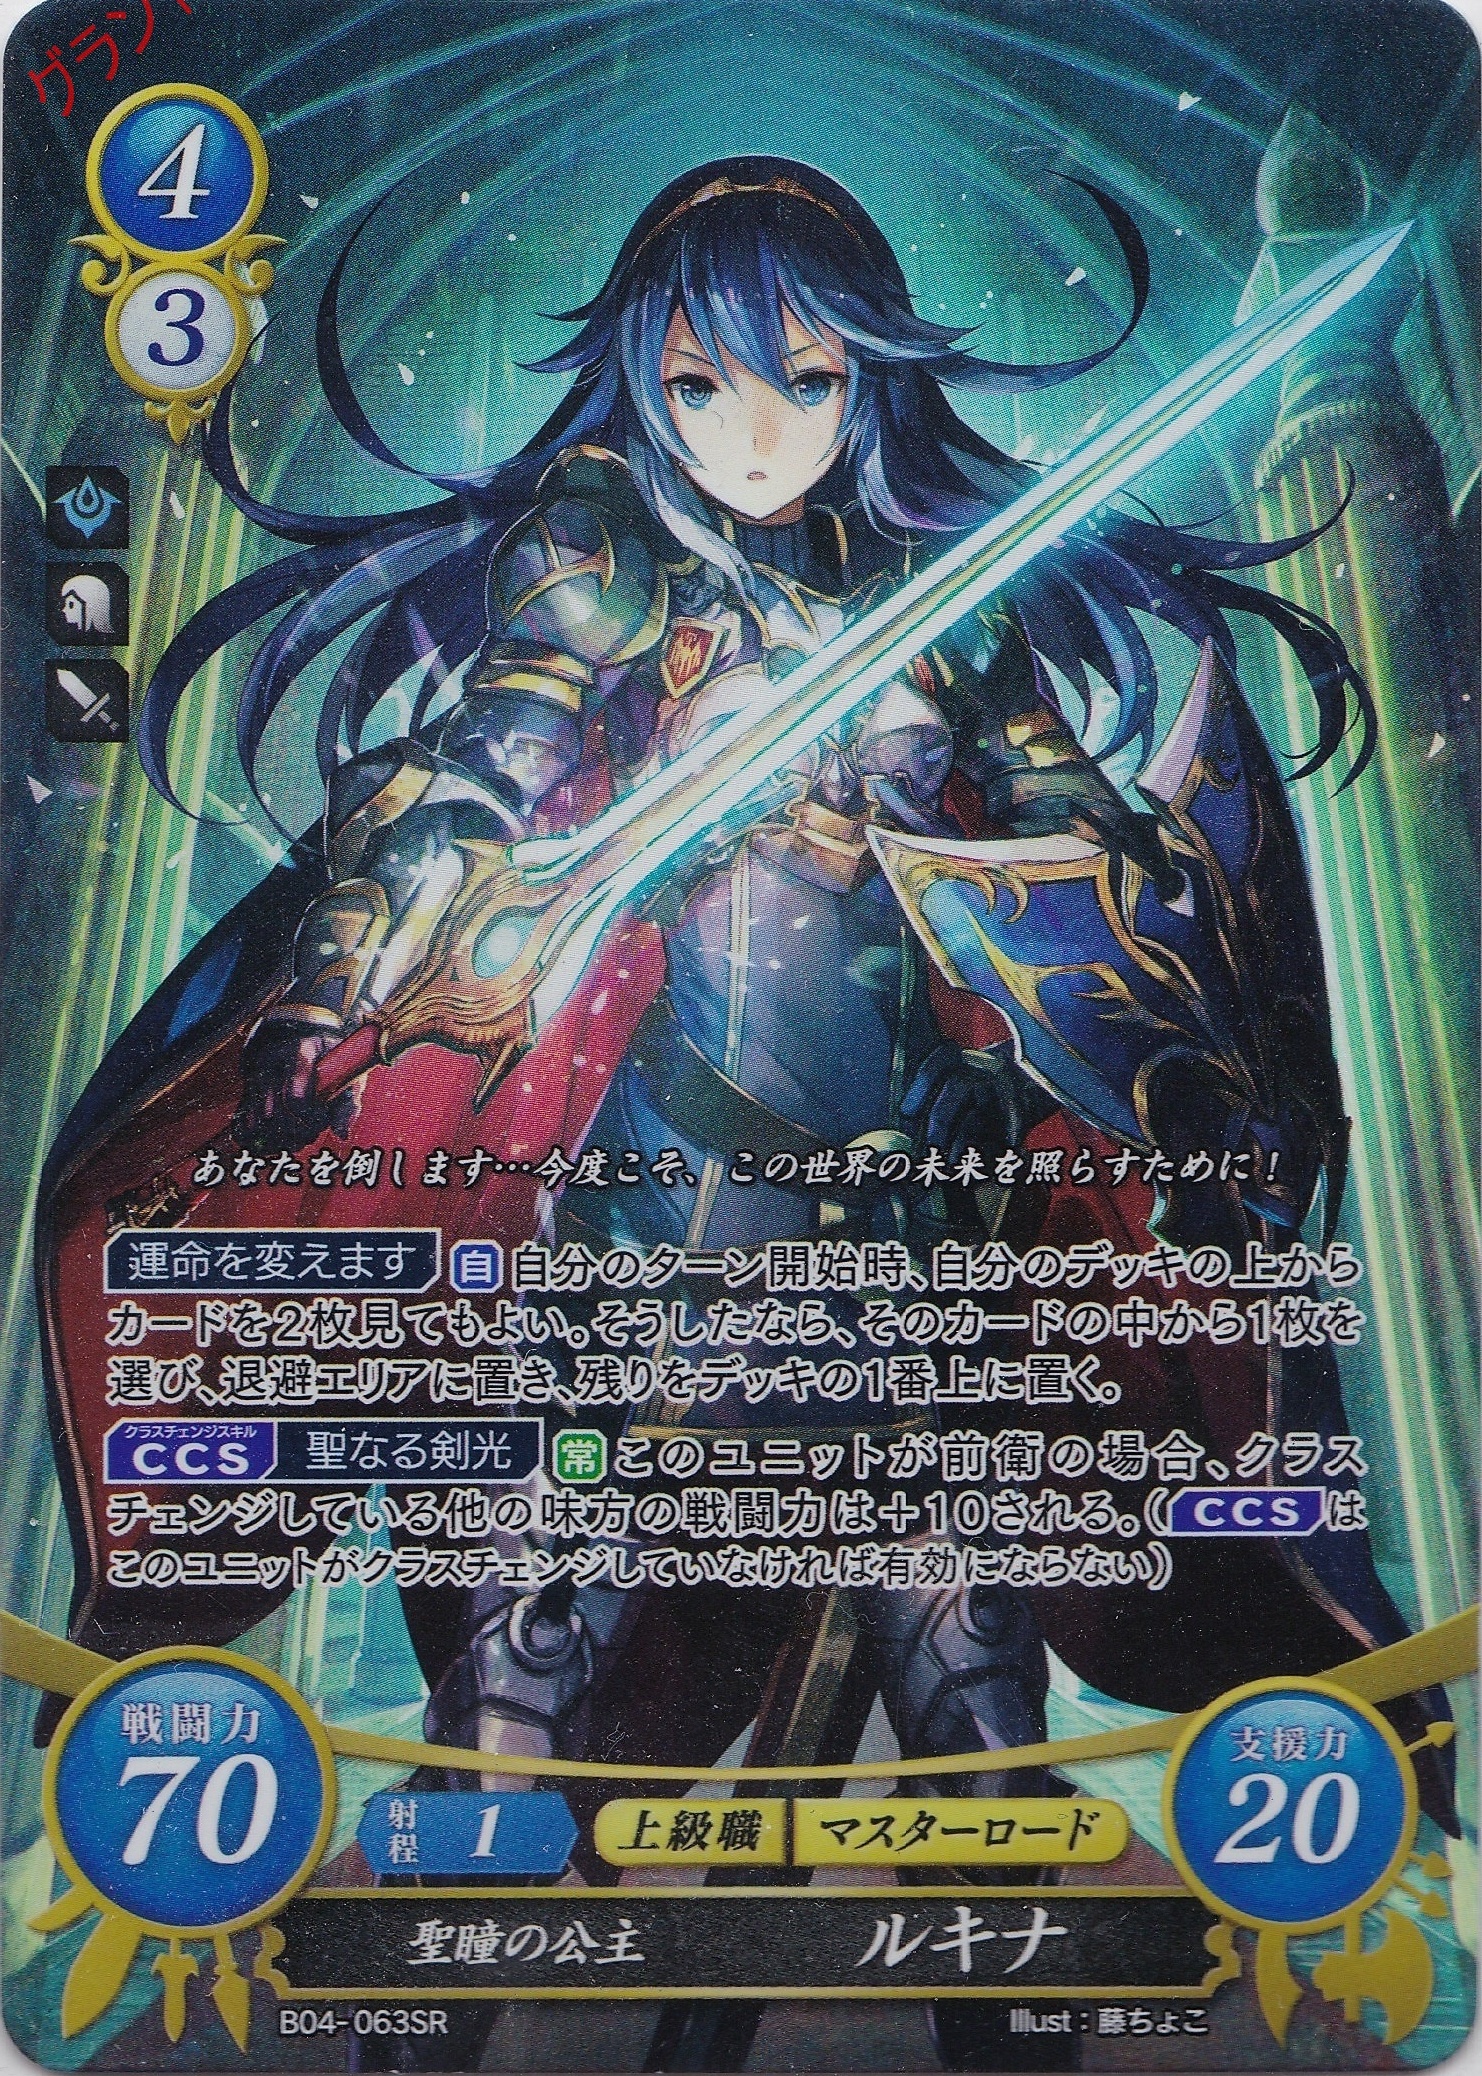 グラン
4
3
あなたを倒します…今度こそ、この世界の未来を照らすために！
運命を変えます 自 自分のターン開始時、自分のデッキの上から
カードを２枚見てもよい。そうしたなら、そのカードの中から１枚を
選び、退避エリアに置き、残りをデッキの１番上に置く。
クラスチェンジスキル
CCS 聖なる剣光 常 このユニットが前衛の場合、クラス
チェンジしている他の味方の戦闘力は＋１０される。（CCSは
このユニットがクラスチェンジしていなければ有効にならない）
戦闘力
70
射程 1
上級職 マスターロード
支援力
20
聖瞳の公主 ルキナ
B04-063SR
Illust：藤ちょこ